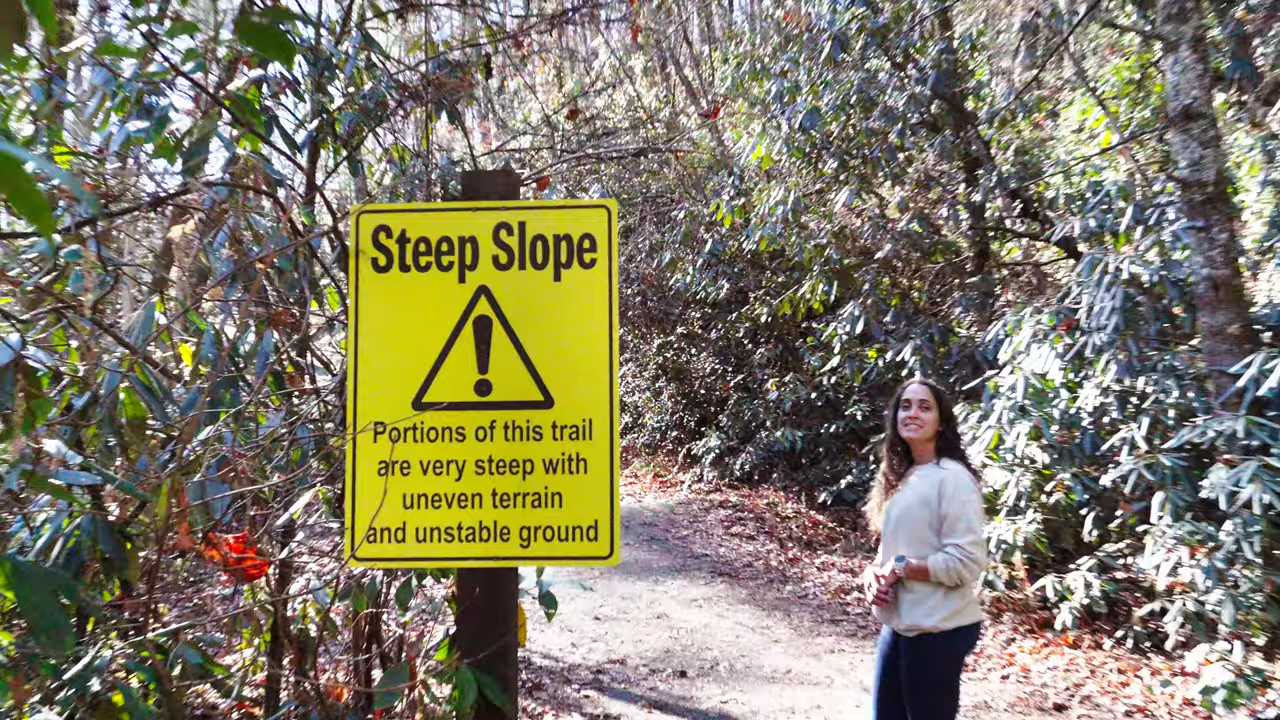 Steep Slope
Portions of this trail
are very steep with
uneven terrain
and unstable ground